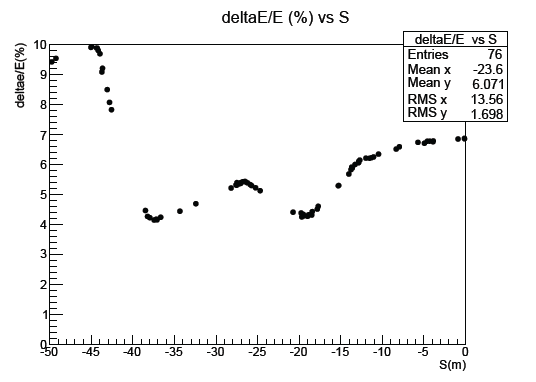 deltaE/E (%) vs S
deltaE/E vs S
Entries 76
Mean x -23.6
Mean y 6.071
RMS x 13.56
RMS y 1.698
deltae/E(%)
10
9
8
7
6
5
4
3
2
1
0
-50 -45 -40 -35 -30 -25 -20 -15 -10 -5 0
S(m)